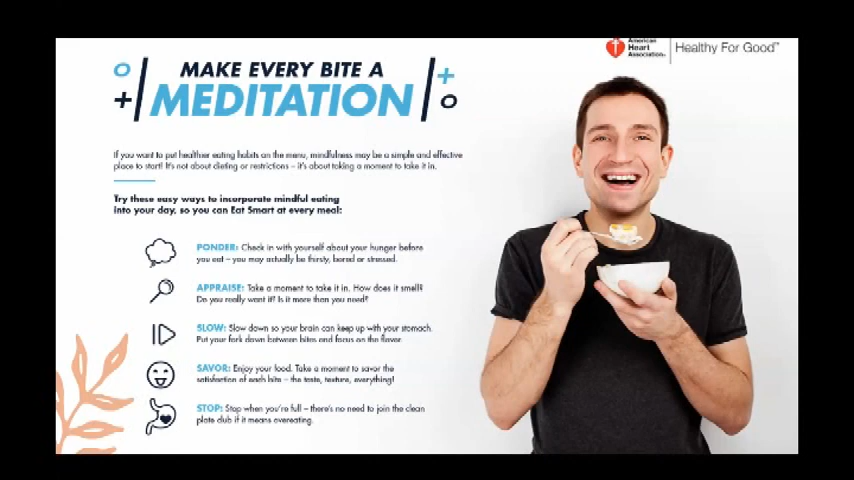 American
Heart
Association.
Healthy For Good™
MAKE EVERY BITE A
MEDITATION
If you want to put healthier eating habits on the menu, mindfulness may be a simple and effective
place to start! It's not about dieting or restrictions – it's about taking a moment to take it in.
Try these easy ways to incorporate mindful eating
into your day, so you can Eat Smart at every meal:
PONDER: Check in with yourself about your hunger before
you eat – you may actually be thirsty, bored or stressed.
APPRAISE: Take a moment to take it in. How does it smell?
Do you really want it? Is it more than you need?
SLOW: Slow down so your brain can keep up with your stomach.
Put your fork down between bites and focus on the flavor.
SAVOR: Enjoy your food. Take a moment to savor the
satisfaction of each bite – the taste, texture, everything!
STOP: Stop when you're full – there's no need to join the clean
plate club if it means overeating.